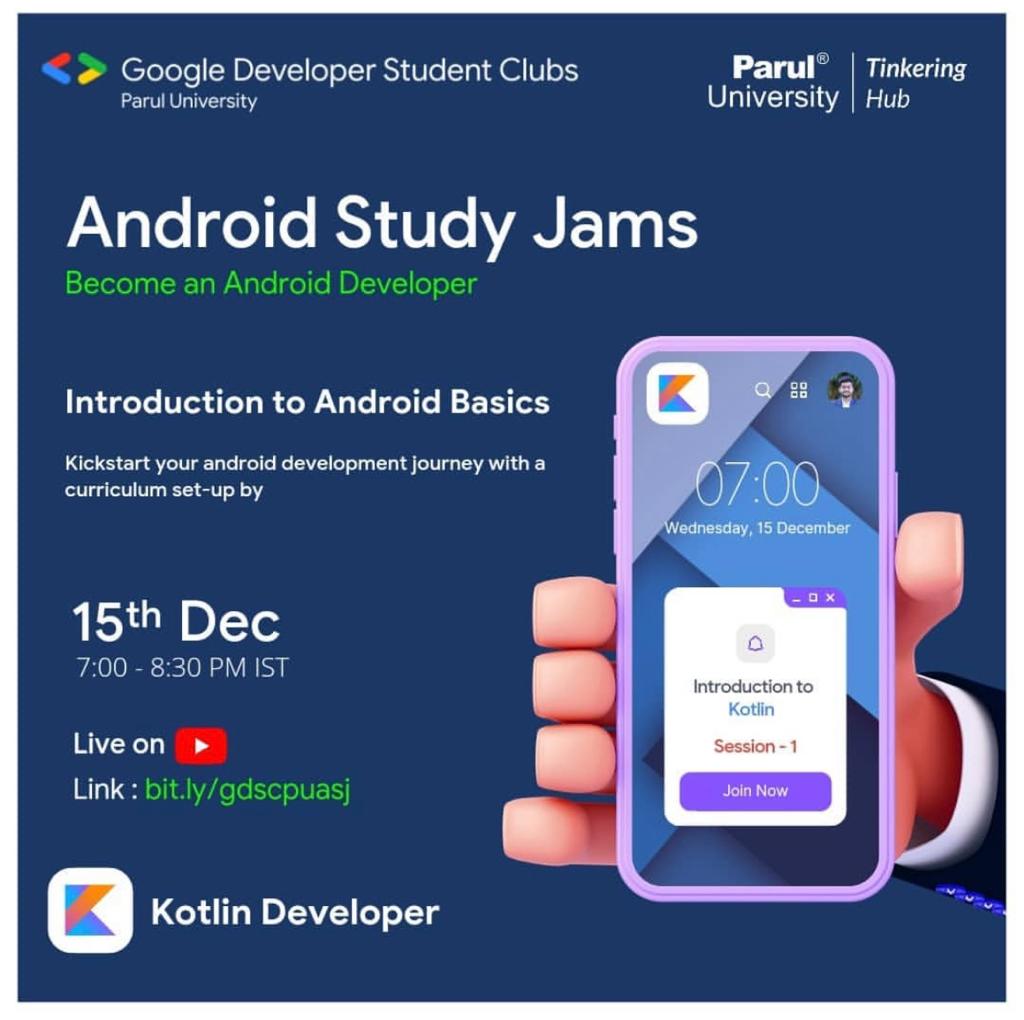 Google Developer Student Clubs
Parul University
Parul®
University
Tinkering
Hub
Android Study Jams
Become an Android Developer
Introduction to Android Basics
Kickstart your android development journey with a
curriculum set-up by
15th Dec
7:00 - 8:30 PM IST
Live on
Link : bit.ly/gdscpuasj
Kotlin Developer
07:00
Wednesday, 15 December
Introduction to
Kotlin
Session - 1
Join Now